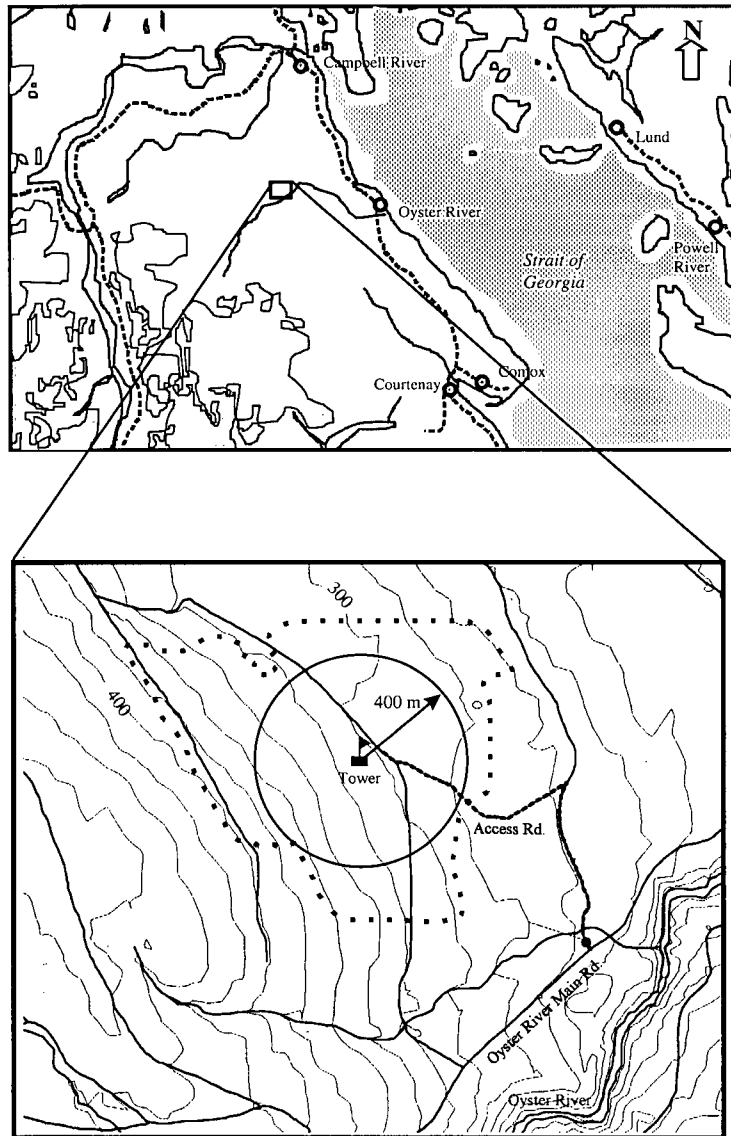 N
Campbell River
Lund
Oyster River
Powell
River
Strait of
Georgia
Comox
Courtenay
300
400
400 m
Tower
Access Rd.
Oyster River Main Rd.
Oyster River